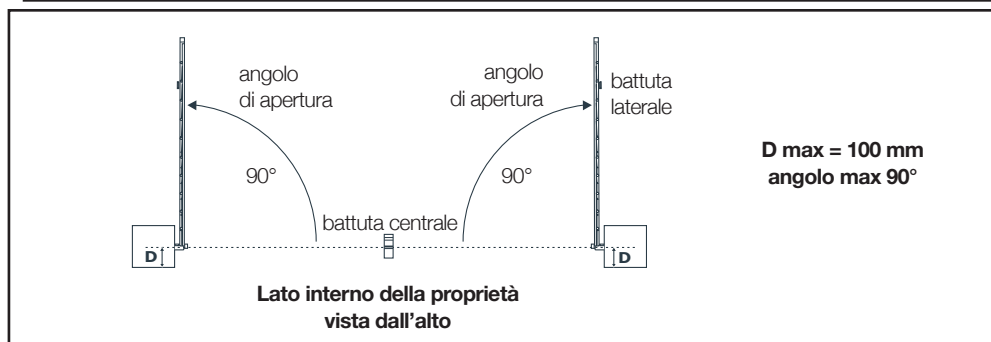 angolo
di apertura
angolo
di apertura
battuta
laterale
90°
90°
D max = 100 mm
angolo max 90°
battuta centrale
D
D
Lato interno della proprietà
vista dall'alto